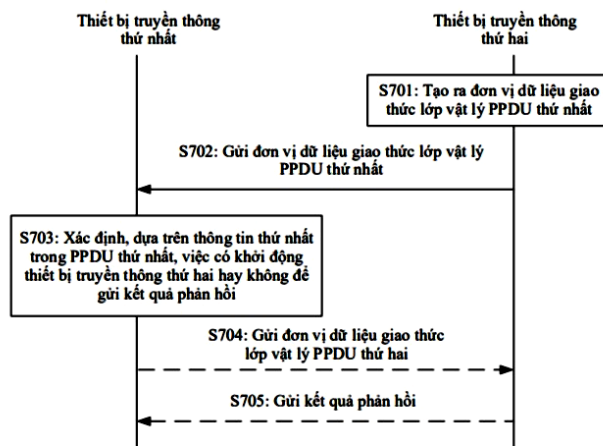 Thiết bị truyền thông
thứ nhất
Thiết bị truyền thông
thứ hai
S701: Tạo ra đơn vị dữ liệu giao
thức lớp vật lý PPDU thứ nhất
S702: Gửi đơn vị dữ liệu giao thức lớp vật lý
PPDU thứ nhất
S703: Xác định, dựa trên thông tin thứ nhất
trong PPDU thứ nhất, việc có khởi động
thiết bị truyền thông thứ hai hay không để
gửi kết quả phản hồi
S704: Gửi đơn vị dữ liệu giao thức
lớp vật lý PPDU thứ hai
S705: Gửi kết quả phản hồi